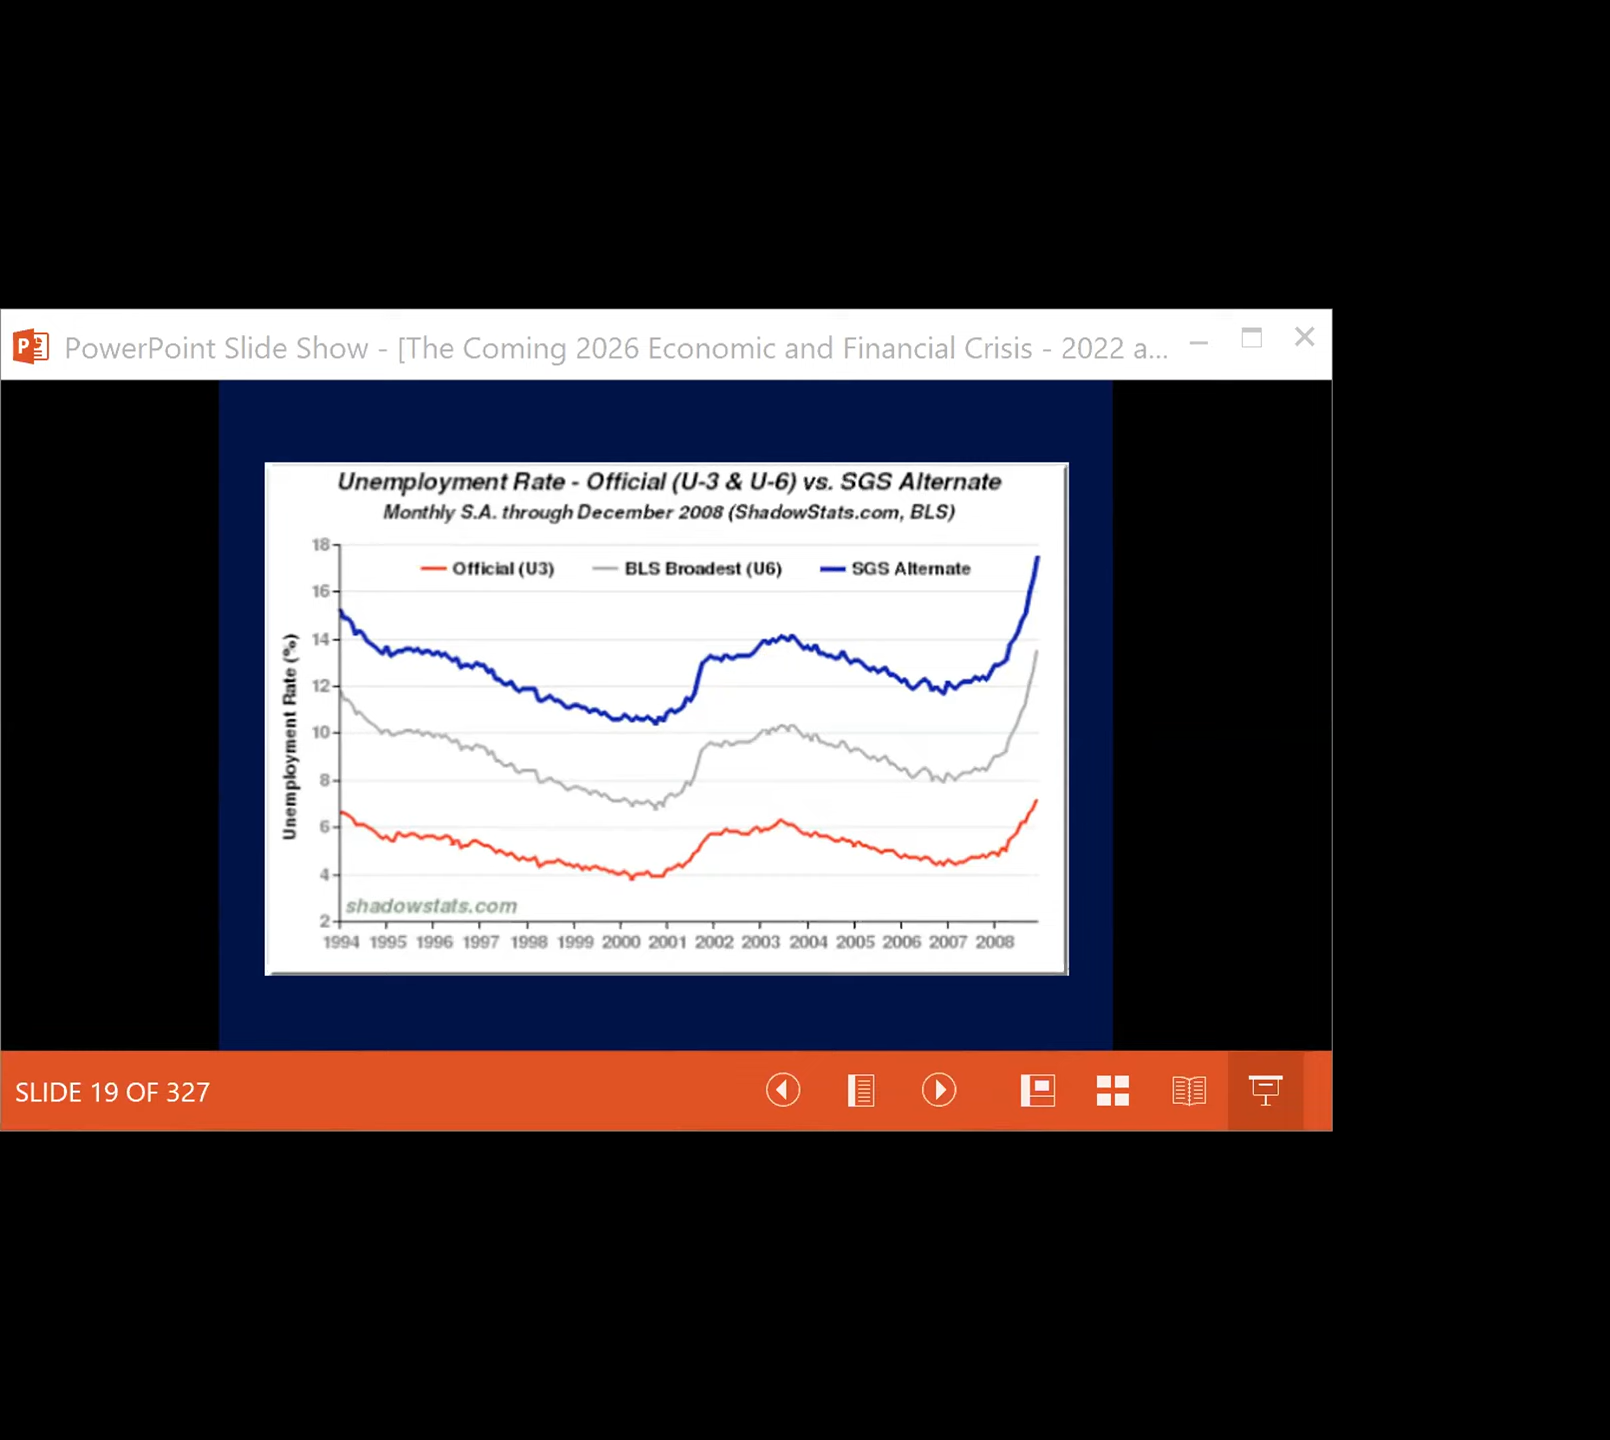 PowerPoint Slide Show - [The Coming 2026 Economic and Financial Crisis - 2022 a...
Unemployment Rate - Official (U-3 & U-6) vs. SGS Alternate
Monthly S.A. through December 2008 (ShadowStats.com, BLS)
Official (U3) BLS Broadest (U6) SGS Alternate
Unemployment Rate (%)
18
16
14
12
10
8
6
4
2
shadowstats.com
1994 1995 1996 1997 1998 1999 2000 2001 2002 2003 2004 2005 2006 2007 2008
SLIDE 19 OF 327